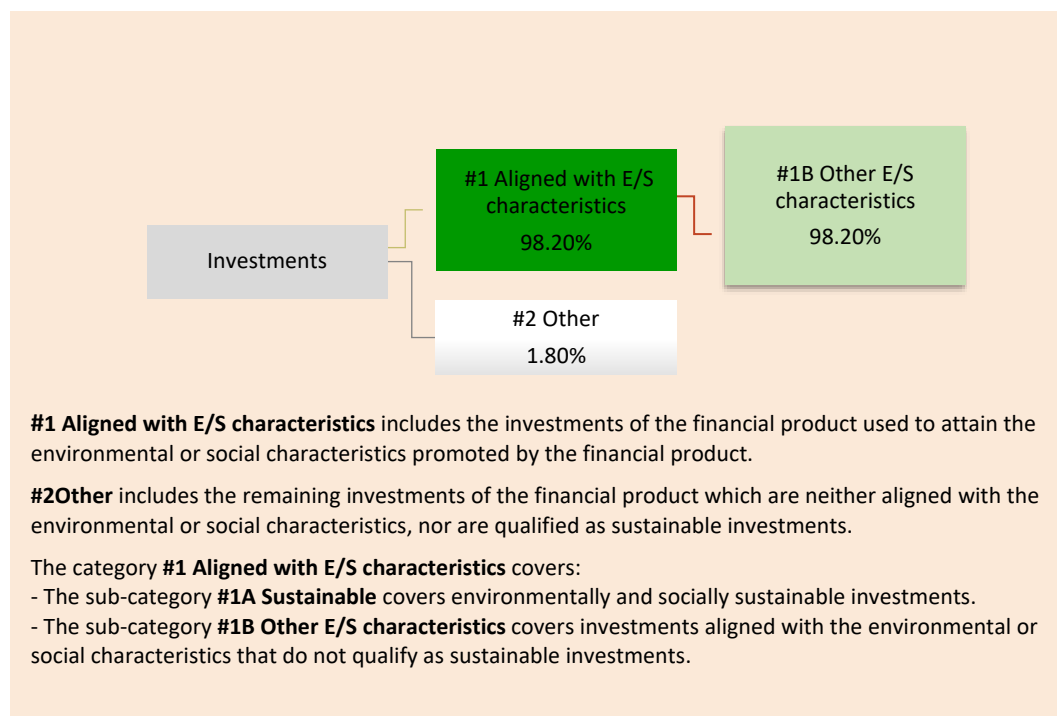 Investments
#1 Aligned with E/S
characteristics
98.20%
#1B Other E/S
characteristics
98.20%
#2 Other
1.80%
#1 Aligned with E/S characteristics includes the investments of the financial product used to attain the
environmental or social characteristics promoted by the financial product.
#2Other includes the remaining investments of the financial product which are neither aligned with the
environmental or social characteristics, nor are qualified as sustainable investments.
The category #1 Aligned with E/S characteristics covers:
- The sub-category #1A Sustainable covers environmentally and socially sustainable investments.
- The sub-category #1B Other E/S characteristics covers investments aligned with the environmental or
social characteristics that do not qualify as sustainable investments.